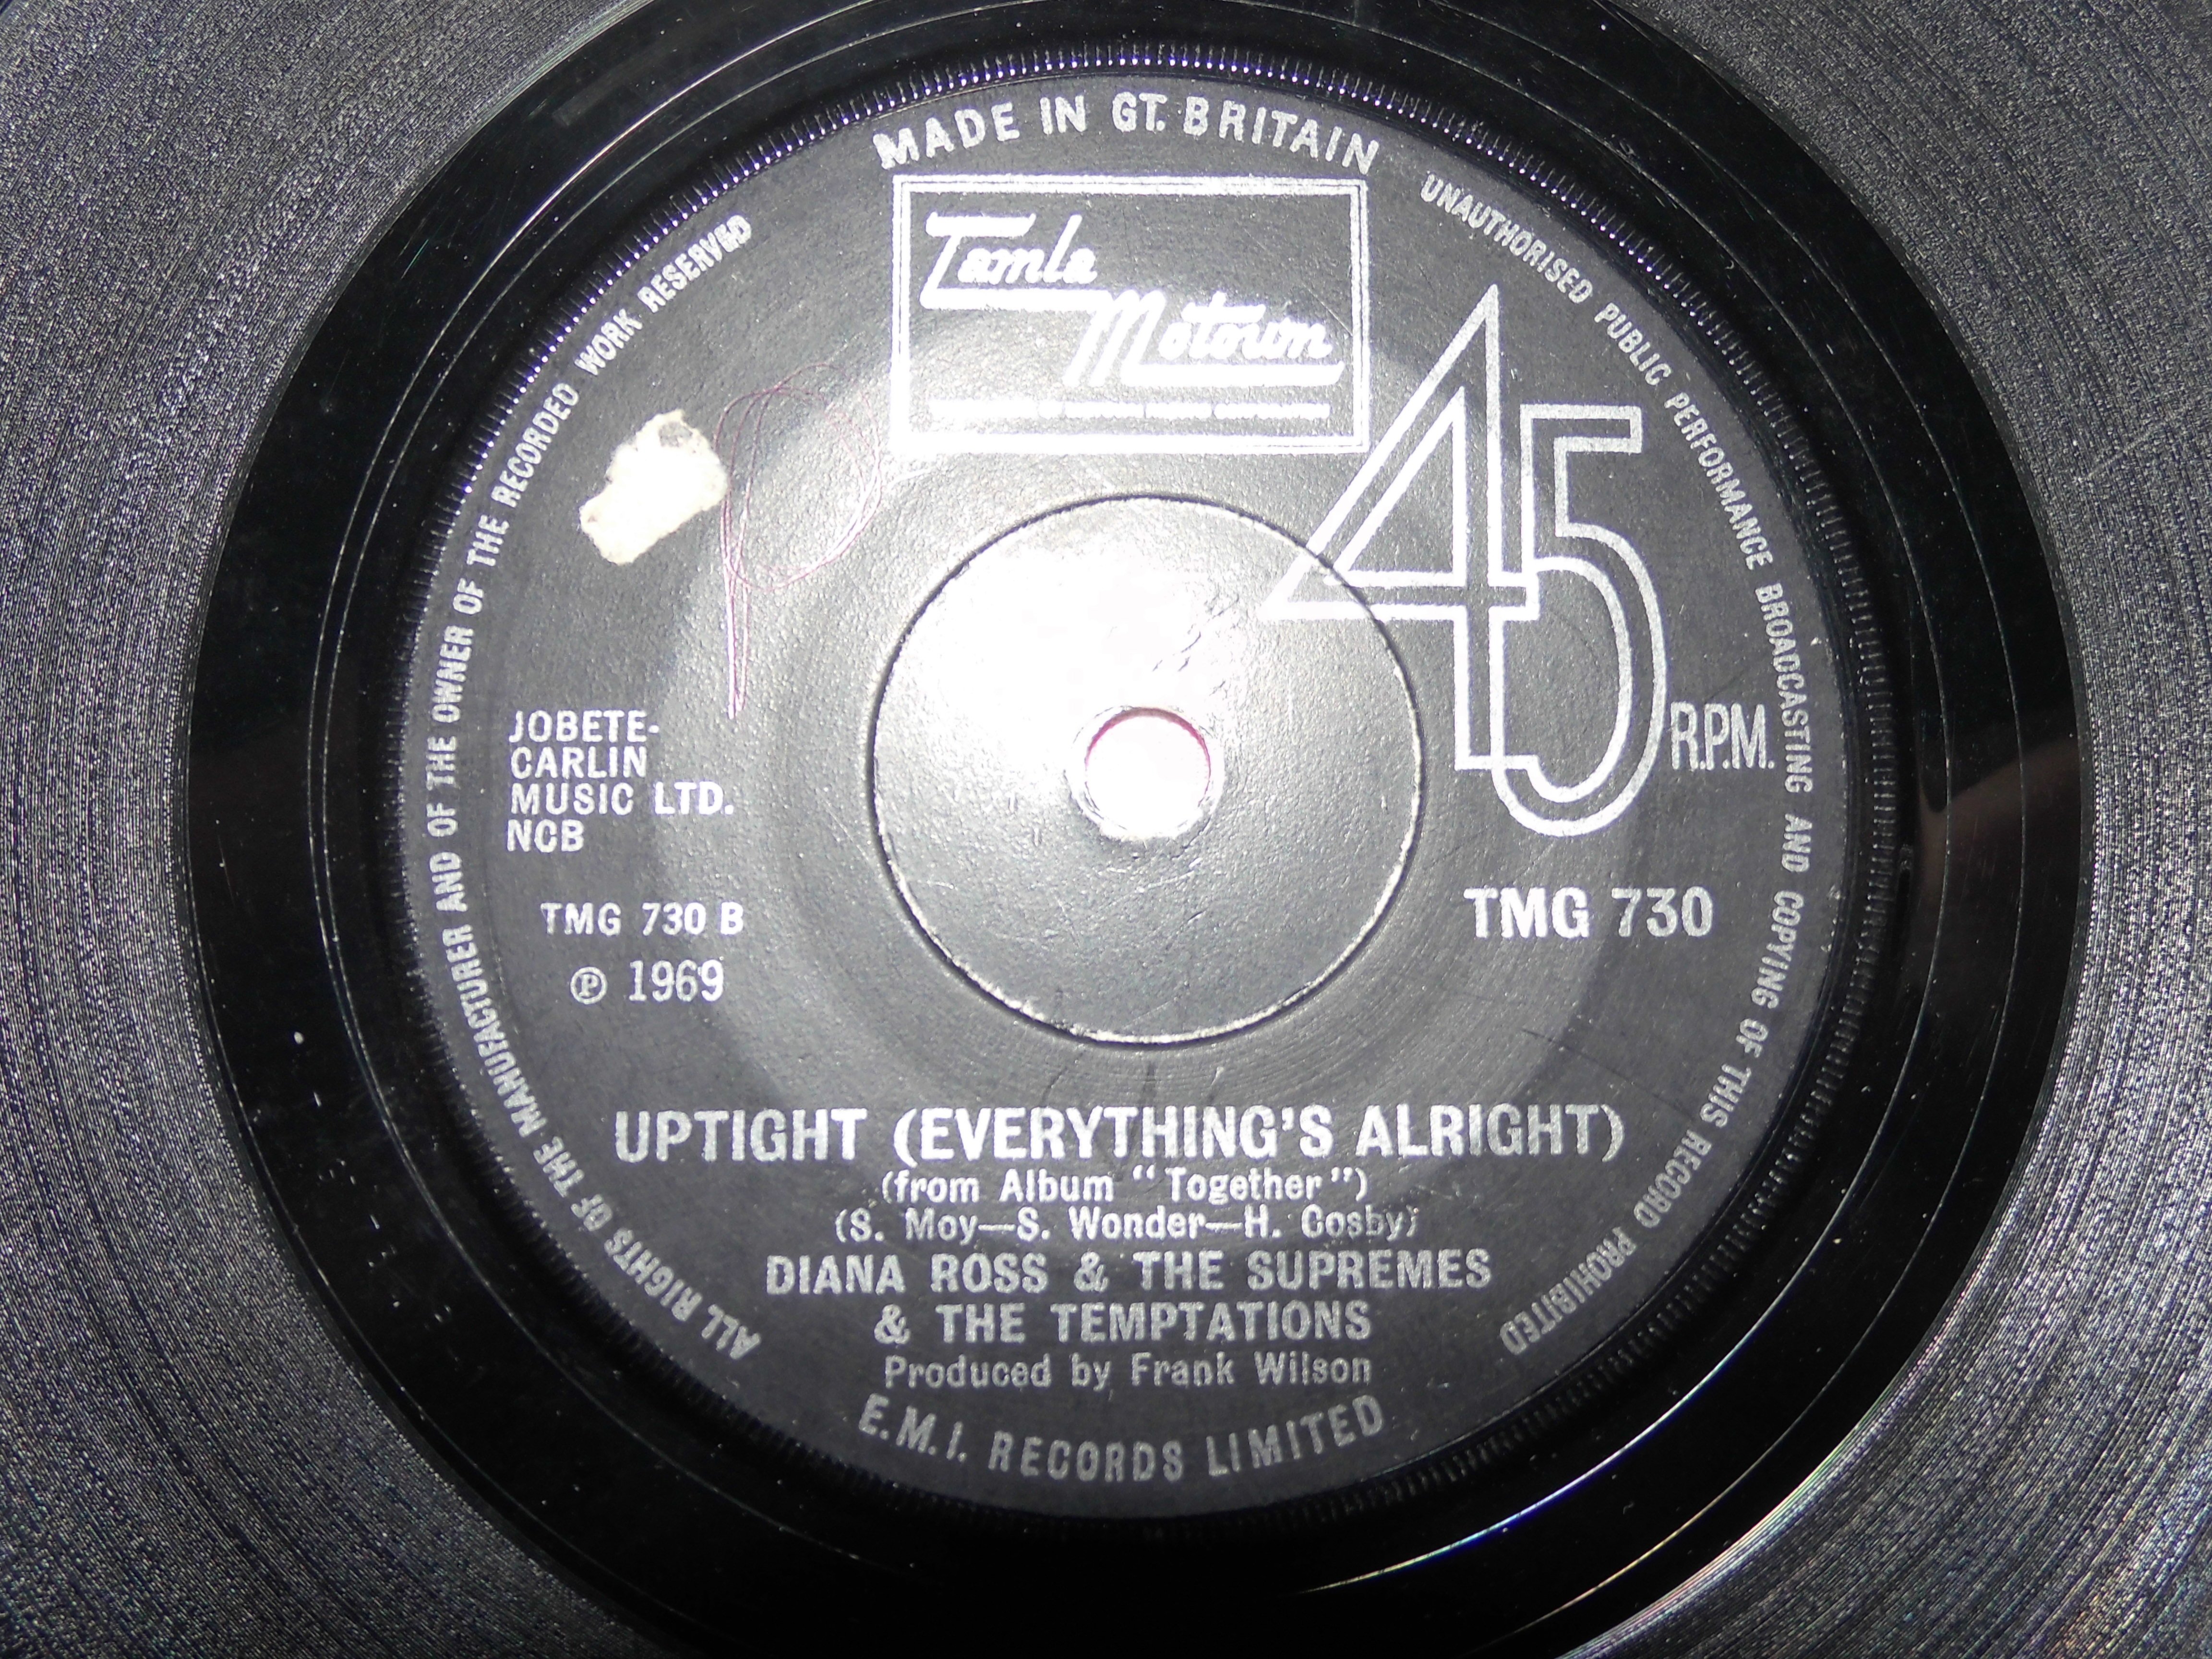 MADE IN GT. BRITAIN
Tamla
Motown
UNAUTHORISED PUBLIC PERFORMANCE BROADCASTING AND COPYING OF THIS RECORD PROHIBITED
45
R.P.M.
JOBETE-
CARLIN
MUSIC LTD.
NCB
TMG 730 B
℗ 1969
TMG 730
UPTIGHT (EVERYTHING'S ALRIGHT)
(from Album "Together")
(S. Moy—S. Wonder—H. Cosby)
DIANA ROSS & THE SUPREMES
& THE TEMPTATIONS
Produced by Frank Wilson
E.M.I. RECORDS LIMITED
ALL RIGHTS OF THE MANUFACTURER AND OF THE OWNER OF THE RECORDED WORK RESERVED